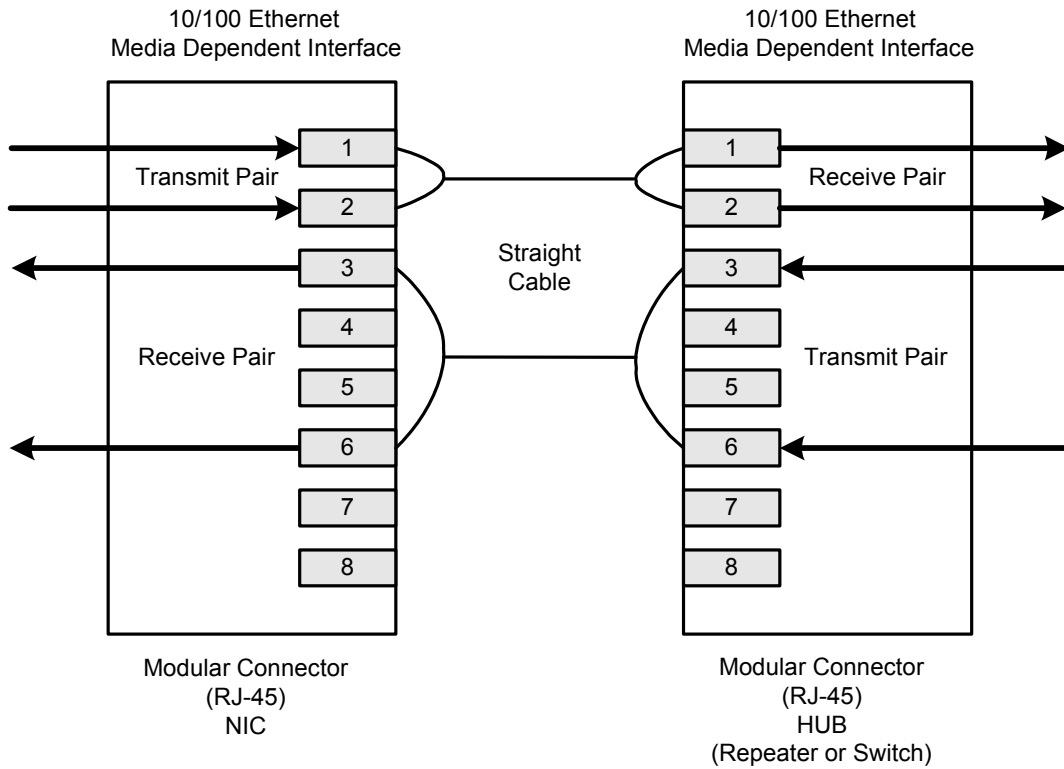 10/100 Ethernet
Media Dependent Interface
10/100 Ethernet
Media Dependent Interface
1
Transmit Pair
2
3
4
Receive Pair
5
6
7
8
Straight
Cable
1
Receive Pair
2
3
4
Transmit Pair
5
6
7
8
Modular Connector
(RJ-45)
NIC
Modular Connector
(RJ-45)
HUB
(Repeater or Switch)